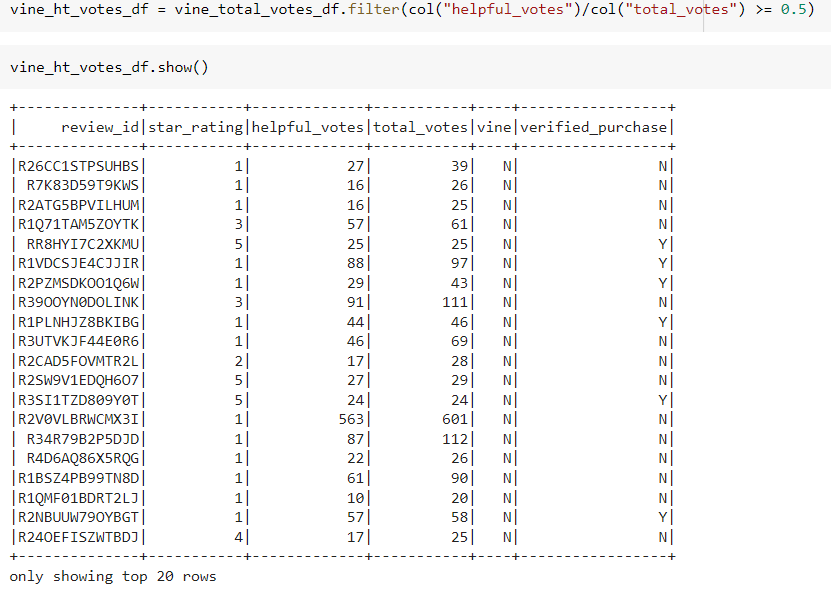 vine_ht_votes_df = vine_total_votes_df.filter(col("helpful_votes")/col("total_votes") >= 0.5)
vine_ht_votes_df.show()
+--------------+-----------+-------------+-----------+----+-----------------+
|     review_id|star_rating|helpful_votes|total_votes|vine|verified_purchase|
+--------------+-----------+-------------+-----------+----+-----------------+
|R26CC1STPSUHBS|          1|           27|         39|   N|                N|
| R7K83D59T9KWS|          1|           16|         26|   N|                N|
|R2ATG5BPVILHUM|          1|           16|         25|   N|                N|
|R1Q71TAM5ZOYTK|          3|           57|         61|   N|                N|
| RR8HYI7C2XKMU|          5|           25|         25|   N|                Y|
|R1VDCSJE4CJJIR|          1|           88|         97|   N|                Y|
|R2PZMSDKOO1Q6W|          1|           29|         43|   N|                Y|
|R39OOYN0DOLINK|          3|           91|        111|   N|                N|
|R1PLNHJZ8BKIBG|          1|           44|         46|   N|                Y|
|R3UTVKJF44E0R6|          1|           46|         69|   N|                N|
|R2CAD5FOVMTR2L|          2|           17|         28|   N|                N|
|R2SW9V1EDQH6O7|          5|           27|         29|   N|                N|
|R3SI1TZD809Y0T|          5|           24|         24|   N|                Y|
|R2V0VLBRWCMX3I|          1|          563|        601|   N|                N|
| R34R79B2P5DJD|          1|           87|        112|   N|                N|
| R4D6AQ86X5RQG|          1|           22|         26|   N|                N|
|R1BSZ4PB99TN8D|          1|           61|         90|   N|                N|
|R1QMF01BDRT2LJ|          1|           10|         20|   N|                N|
|R2NBUUW79OYBGT|          1|           57|         58|   N|                Y|
|R24OEFISZWTBDJ|          4|           17|         25|   N|                N|
+--------------+-----------+-------------+-----------+----+-----------------+
only showing top 20 rows